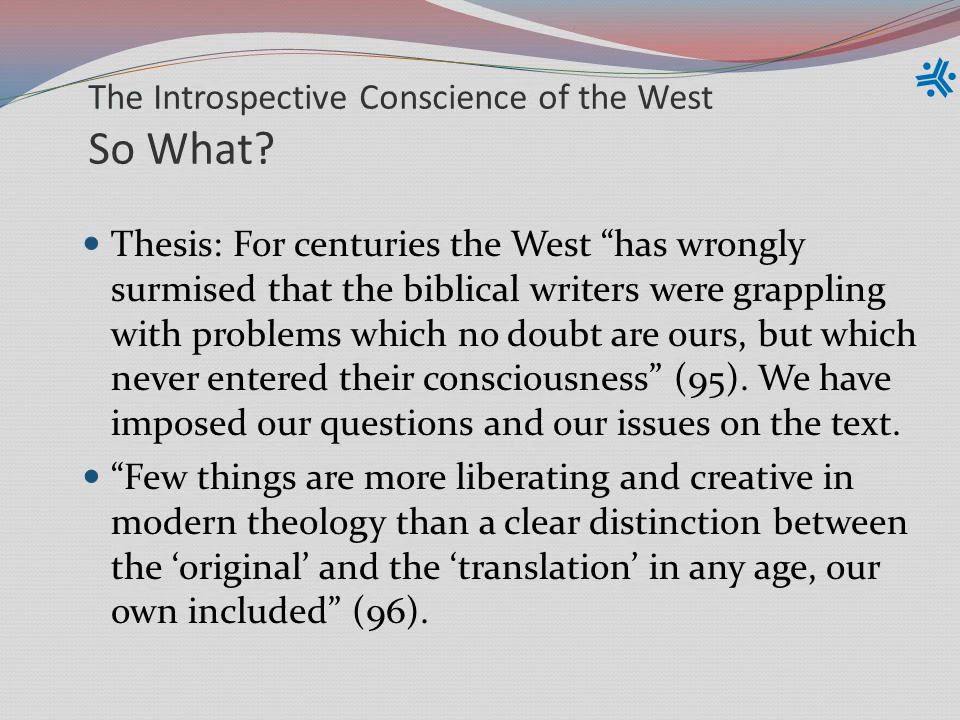 The Introspective Conscience of the West
So What?
• Thesis: For centuries the West “has wrongly
surmised that the biblical writers were grappling
with problems which no doubt are ours, but which
never entered their consciousness” (95). We have
imposed our questions and our issues on the text.
• “Few things are more liberating and creative in
modern theology than a clear distinction between
the ‘original’ and the ‘translation’ in any age, our
own included” (96).